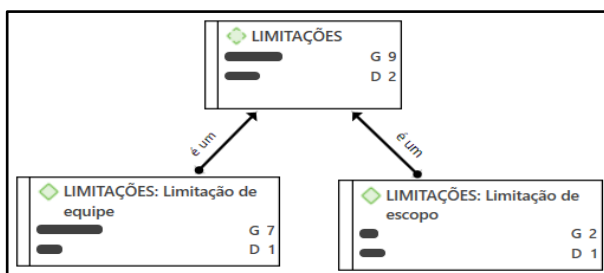 LIMITAÇÕES
G 9
D 2
é um
é um
LIMITAÇÕES: Limitação de
equipe
G 7
D 1
LIMITAÇÕES: Limitação de
escopo
G 2
D 1